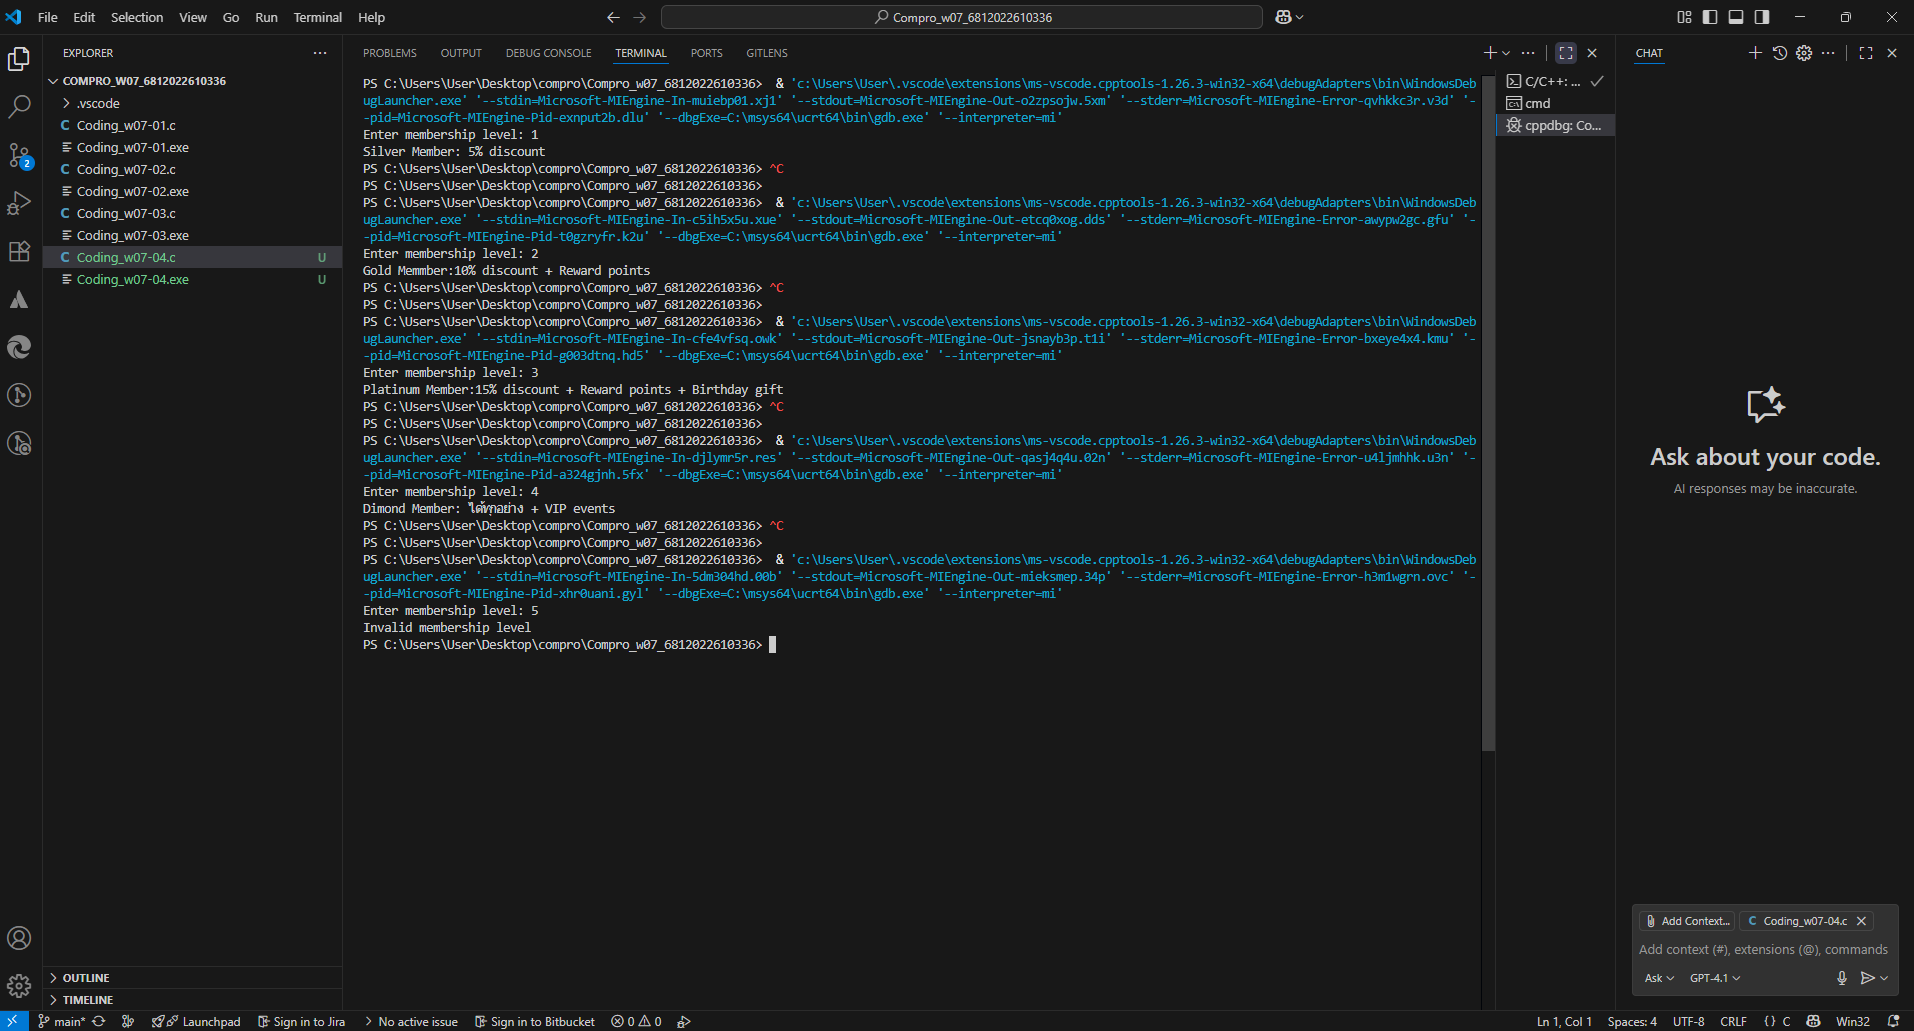 File Edit Selection View Go Run Terminal Help
Compro_w07_6812022610336
EXPLORER
COMPRO_W07_6812022610336
.vscode
C Coding_w07-01.c
Coding_w07-01.exe
C Coding_w07-02.c
Coding_w07-02.exe
C Coding_w07-03.c
Coding_w07-03.exe
C Coding_w07-04.c U
Coding_w07-04.exe U
2
OUTLINE
TIMELINE
PROBLEMS OUTPUT DEBUG CONSOLE TERMINAL PORTS GITLENS
PS C:\Users\User\Desktop\compro\Compro_w07_6812022610336> & 'c:\Users\User\.vscode\extensions\ms-vscode.cpptools-1.26.3-win32-x64\debugAdapters\bin\WindowsDeb
ugLauncher.exe' '--stdin=Microsoft-MIEngine-In-muiebp01.xj1' '--stdout=Microsoft-MIEngine-Out-o2zpsojw.5xm' '--stderr=Microsoft-MIEngine-Error-qvhkkc3r.v3d' '-
-pid=Microsoft-MIEngine-Pid-exnput2b.dlu' '--dbgExe=C:\msys64\ucrt64\bin\gdb.exe' '--interpreter=mi'
Enter membership level: 1
Silver Member: 5% discount
PS C:\Users\User\Desktop\compro\Compro_w07_6812022610336> ^C
PS C:\Users\User\Desktop\compro\Compro_w07_6812022610336>
PS C:\Users\User\Desktop\compro\Compro_w07_6812022610336> & 'c:\Users\User\.vscode\extensions\ms-vscode.cpptools-1.26.3-win32-x64\debugAdapters\bin\WindowsDeb
ugLauncher.exe' '--stdin=Microsoft-MIEngine-In-c5ih5x5u.xue' '--stdout=Microsoft-MIEngine-Out-etcq0xog.dds' '--stderr=Microsoft-MIEngine-Error-awypw2gc.gfu' '-
-pid=Microsoft-MIEngine-Pid-t0gzryfr.k2u' '--dbgExe=C:\msys64\ucrt64\bin\gdb.exe' '--interpreter=mi'
Enter membership level: 2
Gold Memmber:10% discount + Reward points
PS C:\Users\User\Desktop\compro\Compro_w07_6812022610336> ^C
PS C:\Users\User\Desktop\compro\Compro_w07_6812022610336>
PS C:\Users\User\Desktop\compro\Compro_w07_6812022610336> & 'c:\Users\User\.vscode\extensions\ms-vscode.cpptools-1.26.3-win32-x64\debugAdapters\bin\WindowsDeb
ugLauncher.exe' '--stdin=Microsoft-MIEngine-In-cfe4vfsq.owk' '--stdout=Microsoft-MIEngine-Out-jsnayb3p.t1i' '--stderr=Microsoft-MIEngine-Error-bxeye4x4.kmu' '-
-pid=Microsoft-MIEngine-Pid-g003dtnq.hd5' '--dbgExe=C:\msys64\ucrt64\bin\gdb.exe' '--interpreter=mi'
Enter membership level: 3
Platinum Member:15% discount + Reward points + Birthday gift
PS C:\Users\User\Desktop\compro\Compro_w07_6812022610336> ^C
PS C:\Users\User\Desktop\compro\Compro_w07_6812022610336>
PS C:\Users\User\Desktop\compro\Compro_w07_6812022610336> & 'c:\Users\User\.vscode\extensions\ms-vscode.cpptools-1.26.3-win32-x64\debugAdapters\bin\WindowsDeb
ugLauncher.exe' '--stdin=Microsoft-MIEngine-In-djlymr5r.res' '--stdout=Microsoft-MIEngine-Out-qasj4q4u.02n' '--stderr=Microsoft-MIEngine-Error-u4ljmhhk.u3n' '-
-pid=Microsoft-MIEngine-Pid-a324gjnh.5fx' '--dbgExe=C:\msys64\ucrt64\bin\gdb.exe' '--interpreter=mi'
Enter membership level: 4
Dimond Member: ได้ทุกอย่าง + VIP events
PS C:\Users\User\Desktop\compro\Compro_w07_6812022610336> ^C
PS C:\Users\User\Desktop\compro\Compro_w07_6812022610336>
PS C:\Users\User\Desktop\compro\Compro_w07_6812022610336> & 'c:\Users\User\.vscode\extensions\ms-vscode.cpptools-1.26.3-win32-x64\debugAdapters\bin\WindowsDeb
ugLauncher.exe' '--stdin=Microsoft-MIEngine-In-5dm304hd.00b' '--stdout=Microsoft-MIEngine-Out-mieksmep.34p' '--stderr=Microsoft-MIEngine-Error-h3m1wgrn.ovc' '-
-pid=Microsoft-MIEngine-Pid-xhr0uani.gyl' '--dbgExe=C:\msys64\ucrt64\bin\gdb.exe' '--interpreter=mi'
Enter membership level: 5
Invalid membership level
PS C:\Users\User\Desktop\compro\Compro_w07_6812022610336>
C/C++: ...
cmd
cppdbg: Co...
CHAT
Ask about your code.
AI responses may be inaccurate.
Add Context... C Coding_w07-04.c
Add context (#), extensions (@), commands
Ask GPT-4.1
main* Launchpad Sign in to Jira No active issue Sign in to Bitbucket 0 0
Ln 1, Col 1 Spaces: 4 UTF-8 CRLF {} C Win32